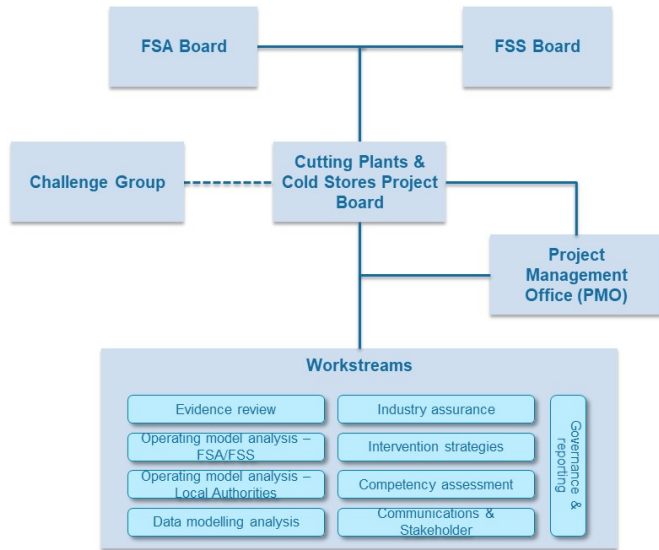 FSA Board
FSS Board
Challenge Group
Cutting Plants &
Cold Stores Project
Board
Project
Management
Office (PMO)
Workstreams
Evidence review
Industry assurance
Operating model analysis –
FSA/FSS
Intervention strategies
Operating model analysis –
Local Authorities
Competency assessment
Data modelling analysis
Communications &
Stakeholder
Governance &
reporting